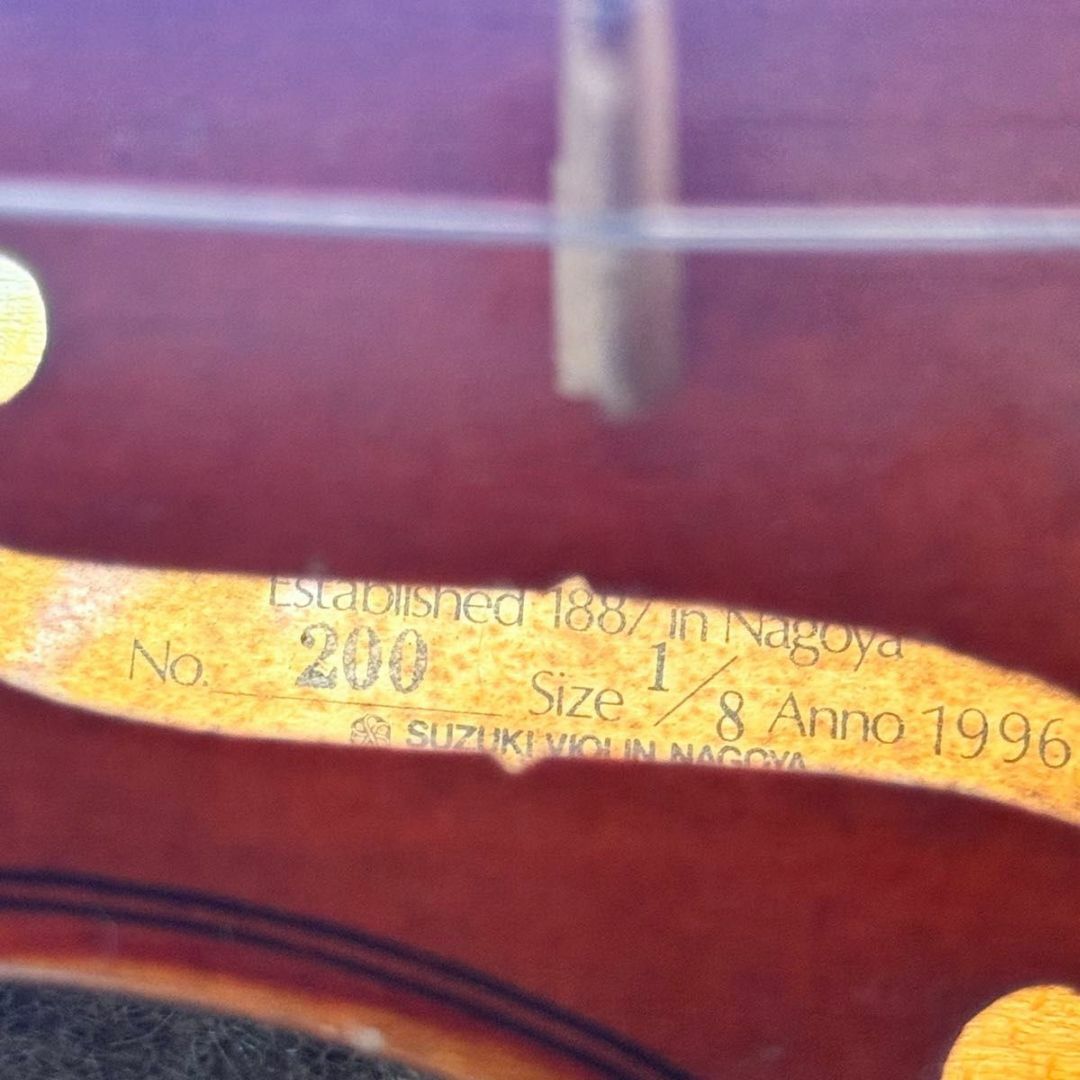 Established 1887 in Nagoya
No. 200 Size 1/8 Anno 1996
SUZUKI VIOLIN NAGOYA